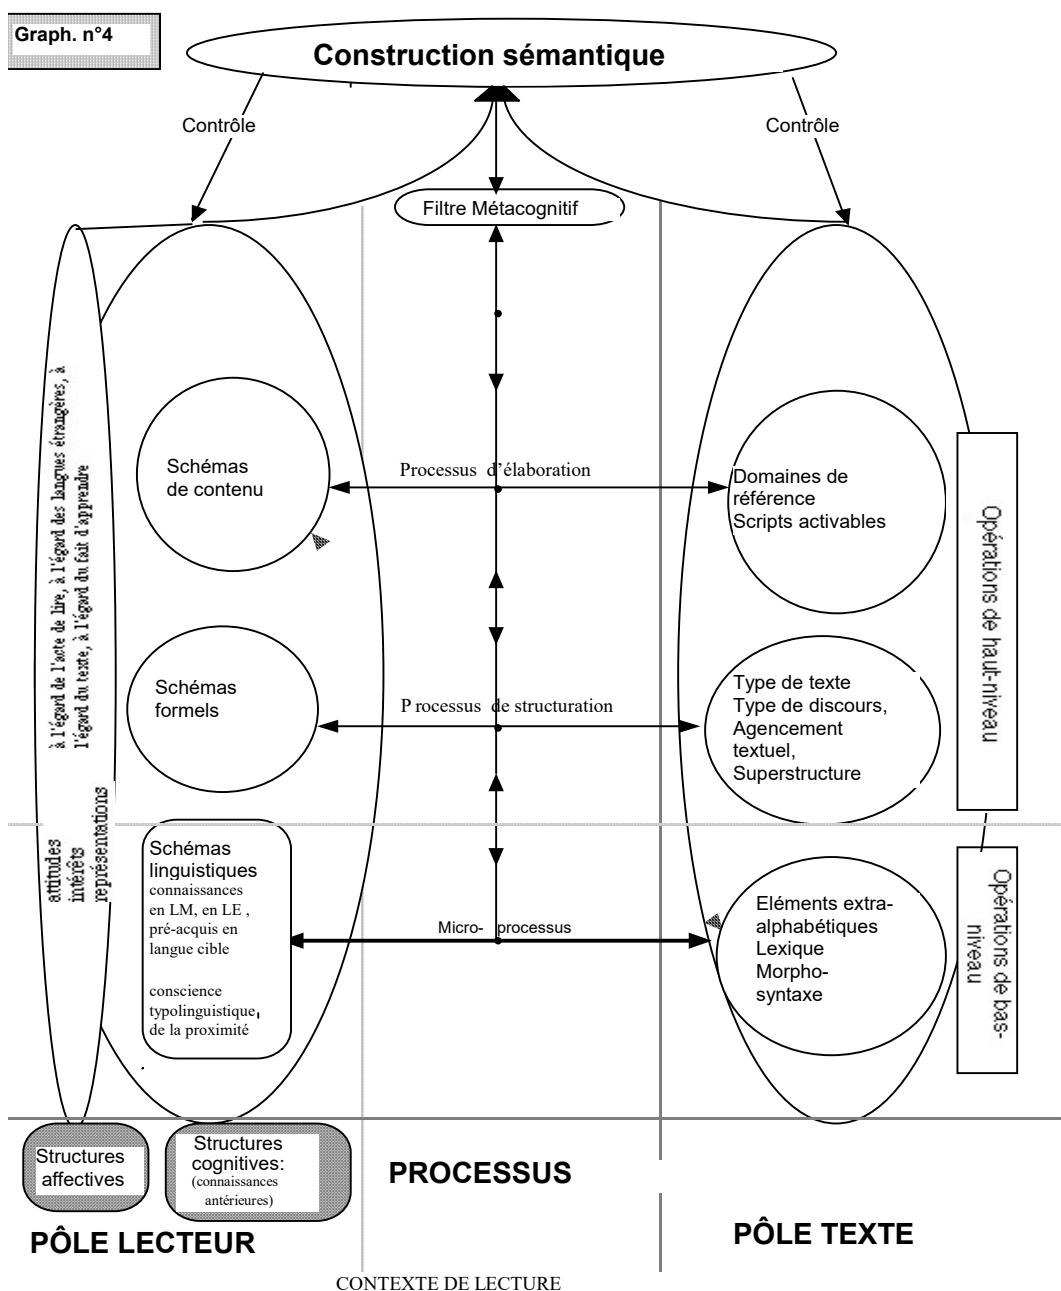 Graph. n°4
Construction sémantique
Contrôle
Contrôle
Filtre Métacognitif
à l'égard de l'acte de lire, à l'égard des langues étrangères, à
l'égard du texte, à l'égard du fait d'apprendre
attitudes
intérêts
représentations
Schémas
de contenu
Processus d'élaboration
Domaines de
référence
Scripts activables
Opérations de haut-niveau
Schémas
formels
P rocessus de structuration
Type de texte
Type de discours,
Agencement
textuel,
Superstructure
Schémas
linguistiques
connaissances
en LM, en LE ,
pré-acquis en
langue cible
conscience
typolinguistique,
de la proximité
Micro- processus
Eléments extra-
alphabétiques
Lexique
Morpho-
syntaxe
Opérations de bas-
niveau
Structures
affectives
Structures
cognitives:
(connaissances
antérieures)
PROCESSUS
PÔLE LECTEUR
PÔLE TEXTE
CONTEXTE DE LECTURE